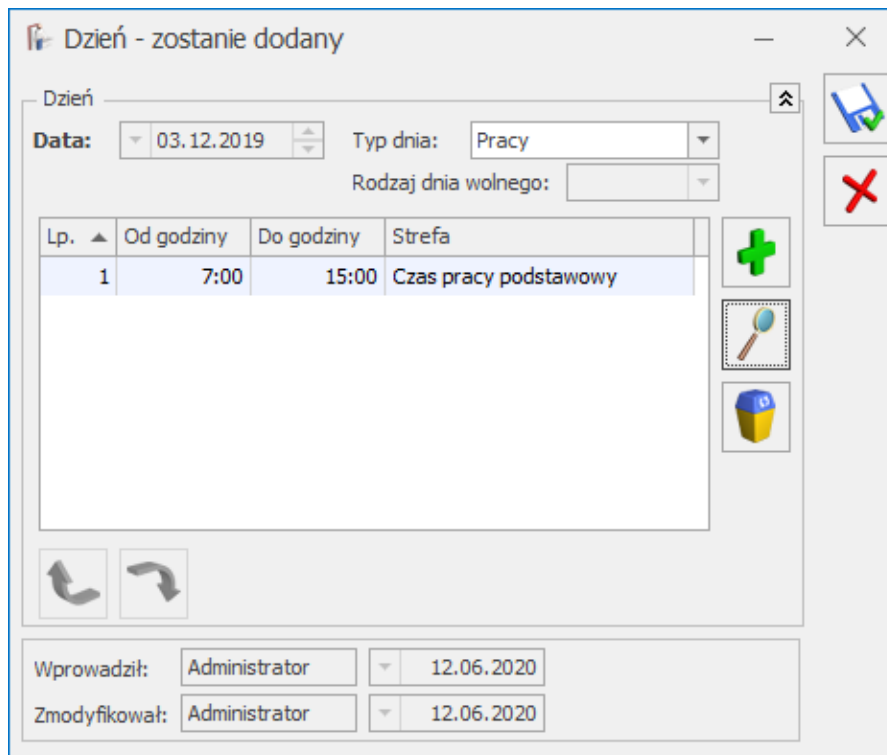 Dzień - zostanie dodany
Dzień
Data: 03.12.2019 Typ dnia: Pracy
Rodzaj dnia wolnego:
Lp. Od godziny Do godziny Strefa
1 7:00 15:00 Czas pracy podstawowy
Wprowadził: Administrator 12.06.2020
Zmodyfikował: Administrator 12.06.2020